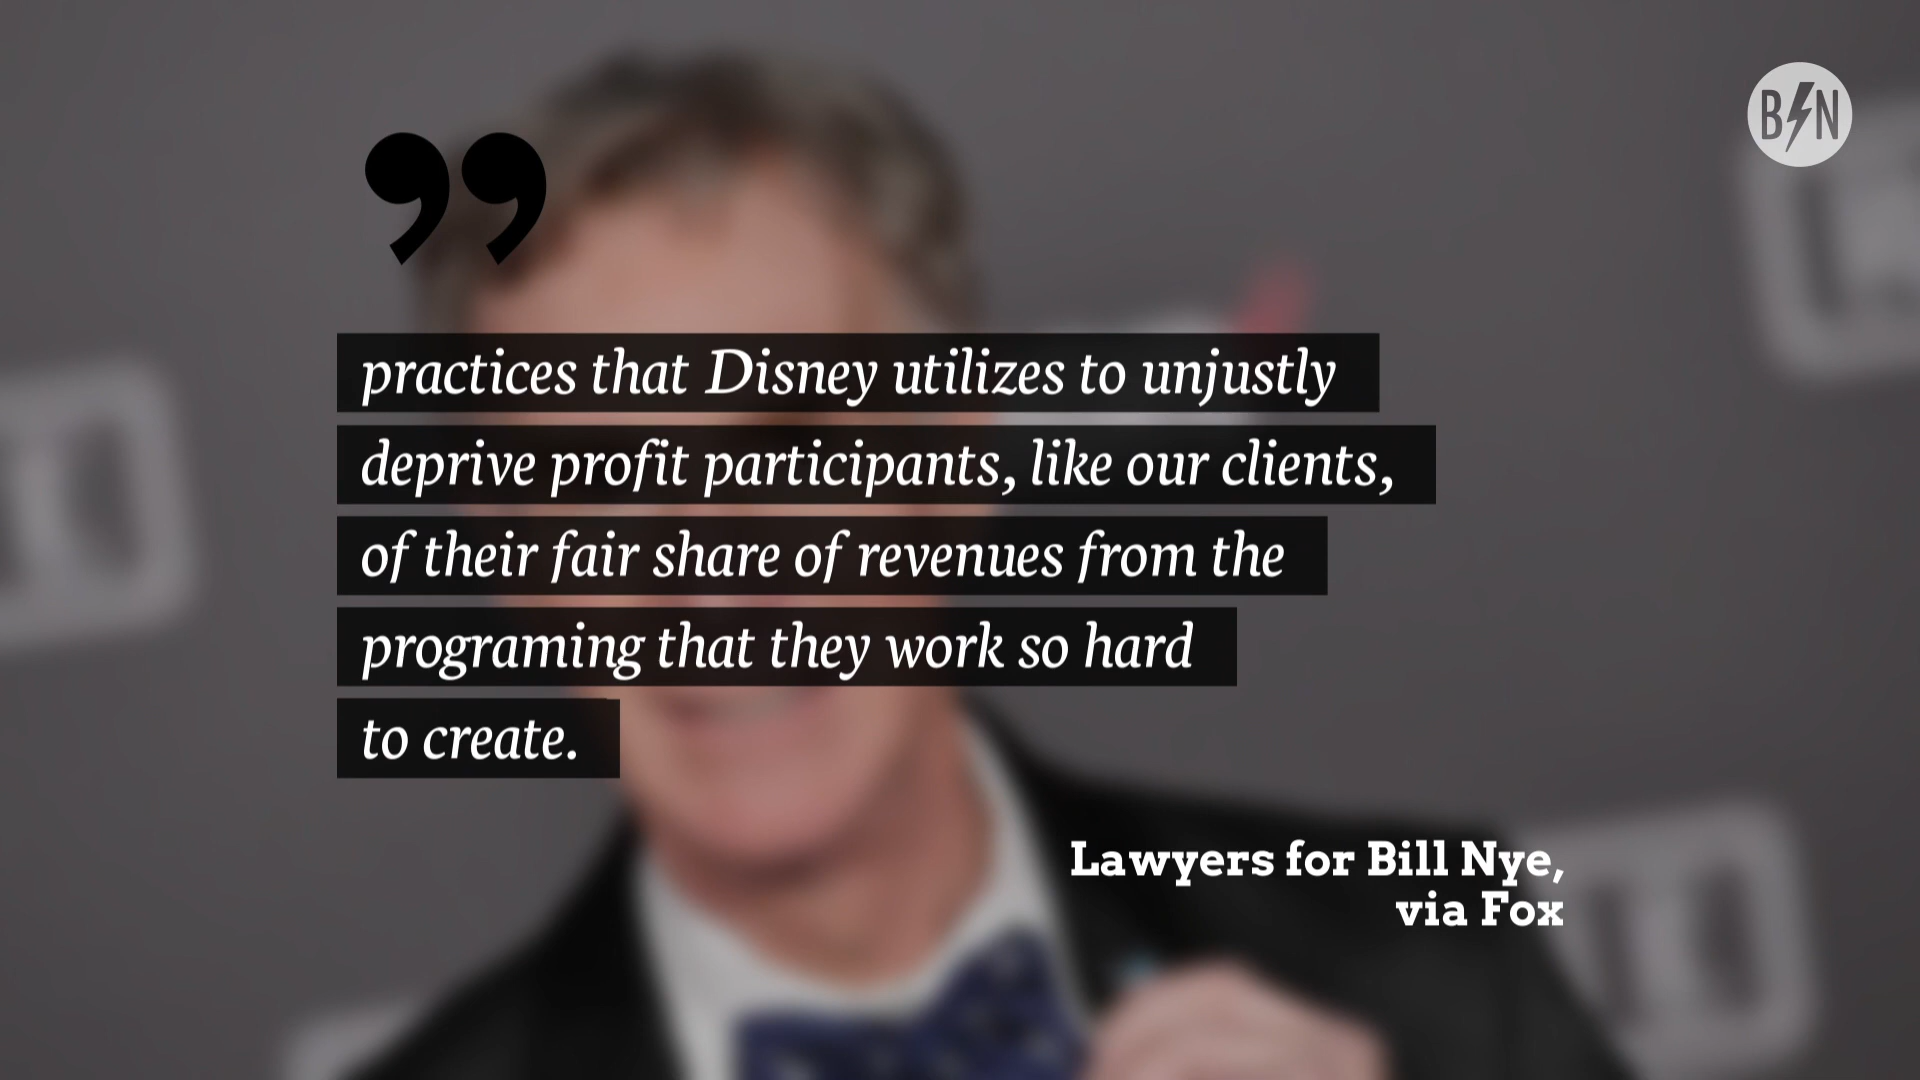 B N
”
practices that Disney utilizes to unjustly
deprive profit participants, like our clients,
of their fair share of revenues from the
programing that they work so hard
to create.
Lawyers for Bill Nye,
via Fox